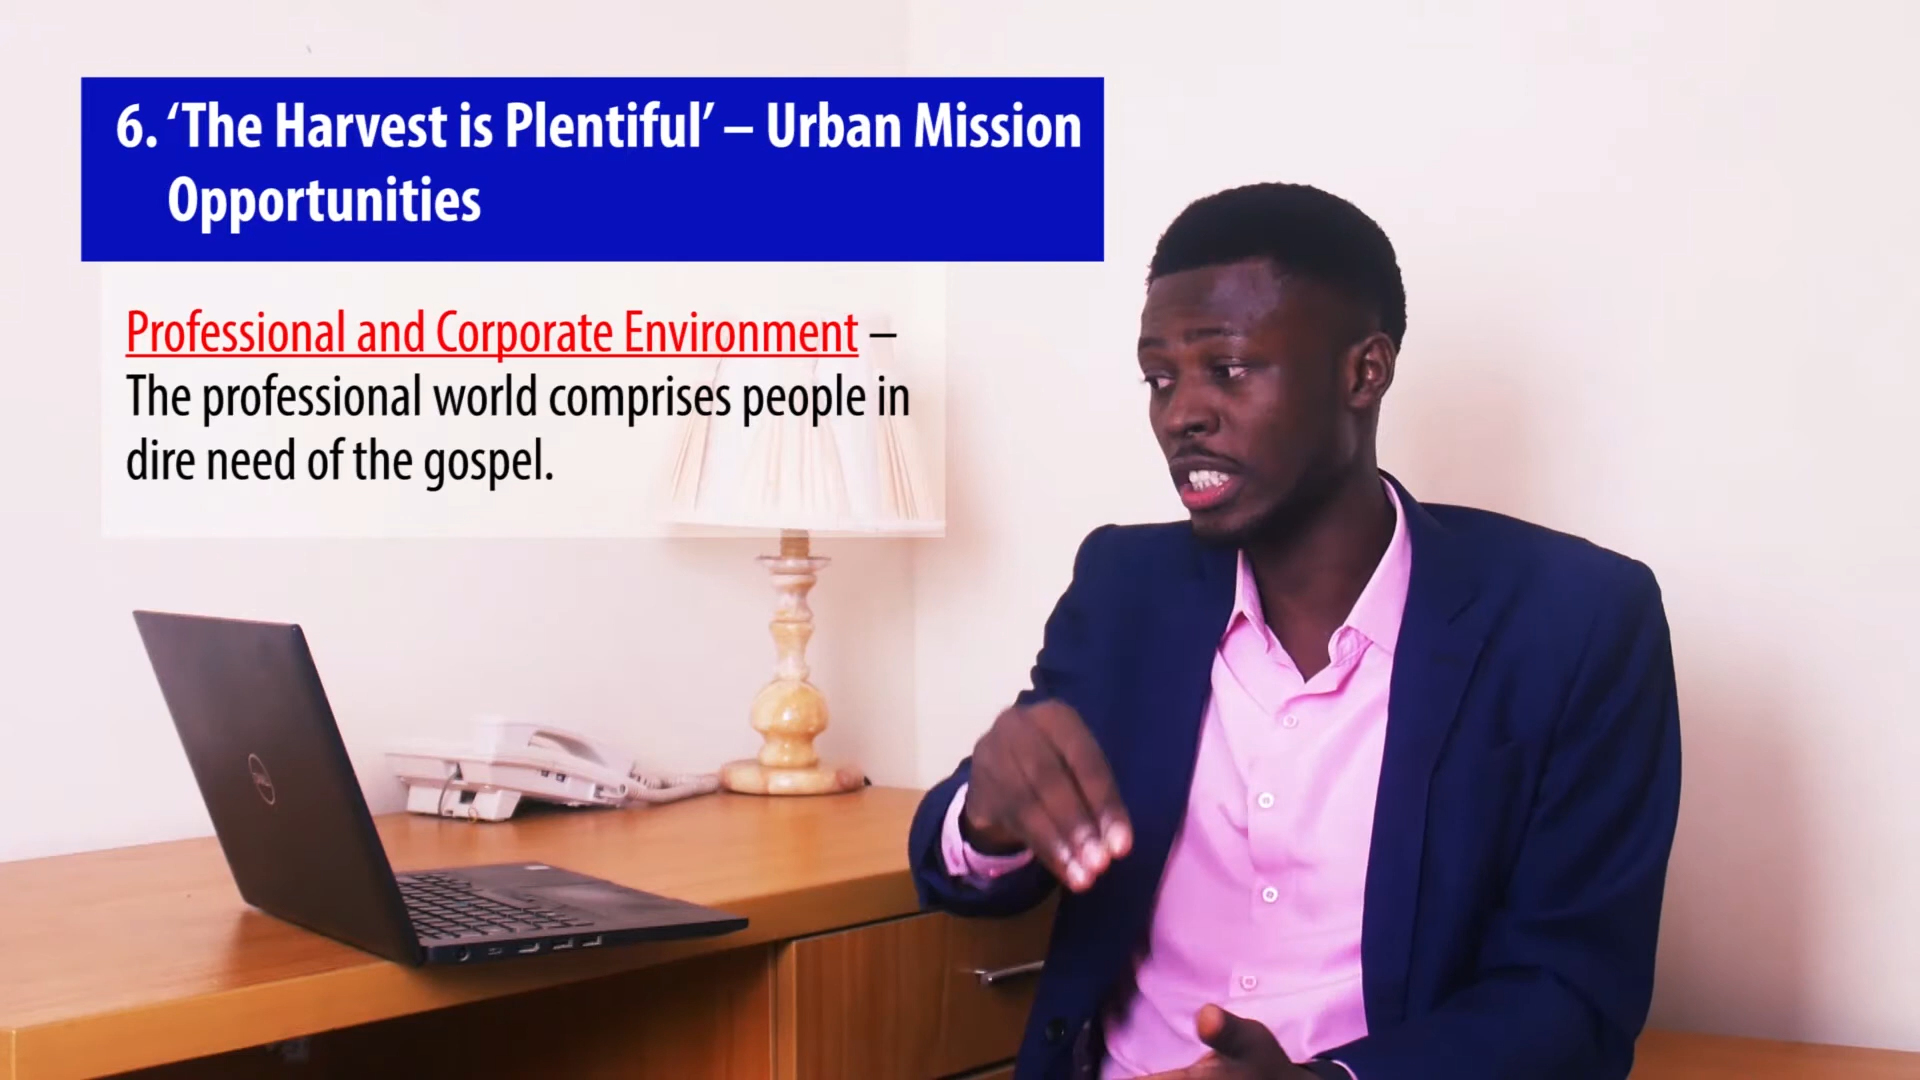 6. ‘The Harvest is Plentiful’ – Urban Mission
Opportunities
Professional and Corporate Environment –
The professional world comprises people in
dire need of the gospel.
DELL